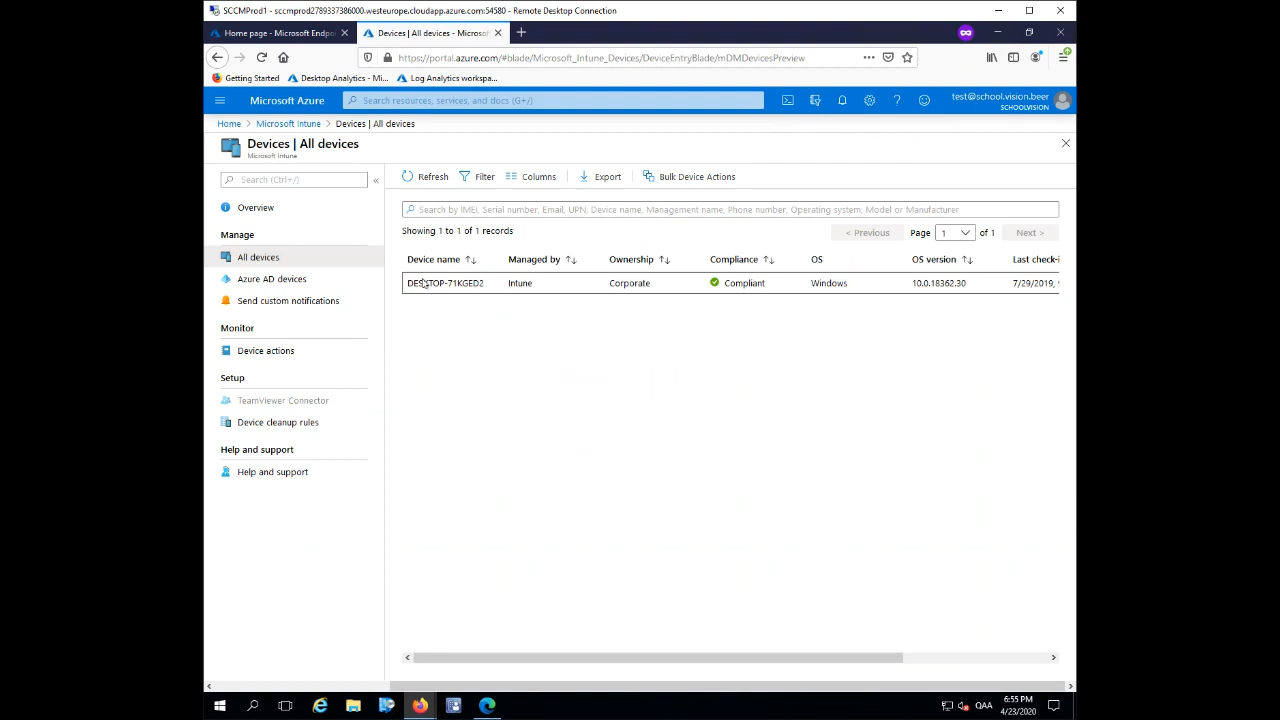 SCCMProd1 - sccmprod2789337386000.westeurope.cloudapp.azure.com:54580 - Remote Desktop Connection
Home page - Microsoft Endpoi
Devices | All devices - Microsof
https://portal.azure.com/#blade/Microsoft_Intune_Devices/DeviceEntryBlade/mDMDevicesPreview
Getting Started
Desktop Analytics - Mi...
Log Analytics workspa...
Microsoft Azure
Search resources, services, and docs (G+/)
test@school.vision.beer
SCHOOLVISION
Home > Microsoft Intune > Devices | All devices
Devices | All devices
Microsoft Intune
Search (Ctrl+/)
Overview
Manage
All devices
Azure AD devices
Send custom notifications
Monitor
Device actions
Setup
TeamViewer Connector
Device cleanup rules
Help and support
Help and support
Refresh Filter Columns Export Bulk Device Actions
Search by IMEI, Serial number, Email, UPN, Device name, Management name, Phone number, Operating system, Model or Manufacturer
Showing 1 to 1 of 1 records
< Previous Page 1 of 1 Next >
Device name Managed by Ownership Compliance OS OS version Last check-i
DESKTOP-71KGED2 Intune Corporate Compliant Windows 10.0.18362.30 7/29/2019,
QAA
6:55 PM
4/23/2020